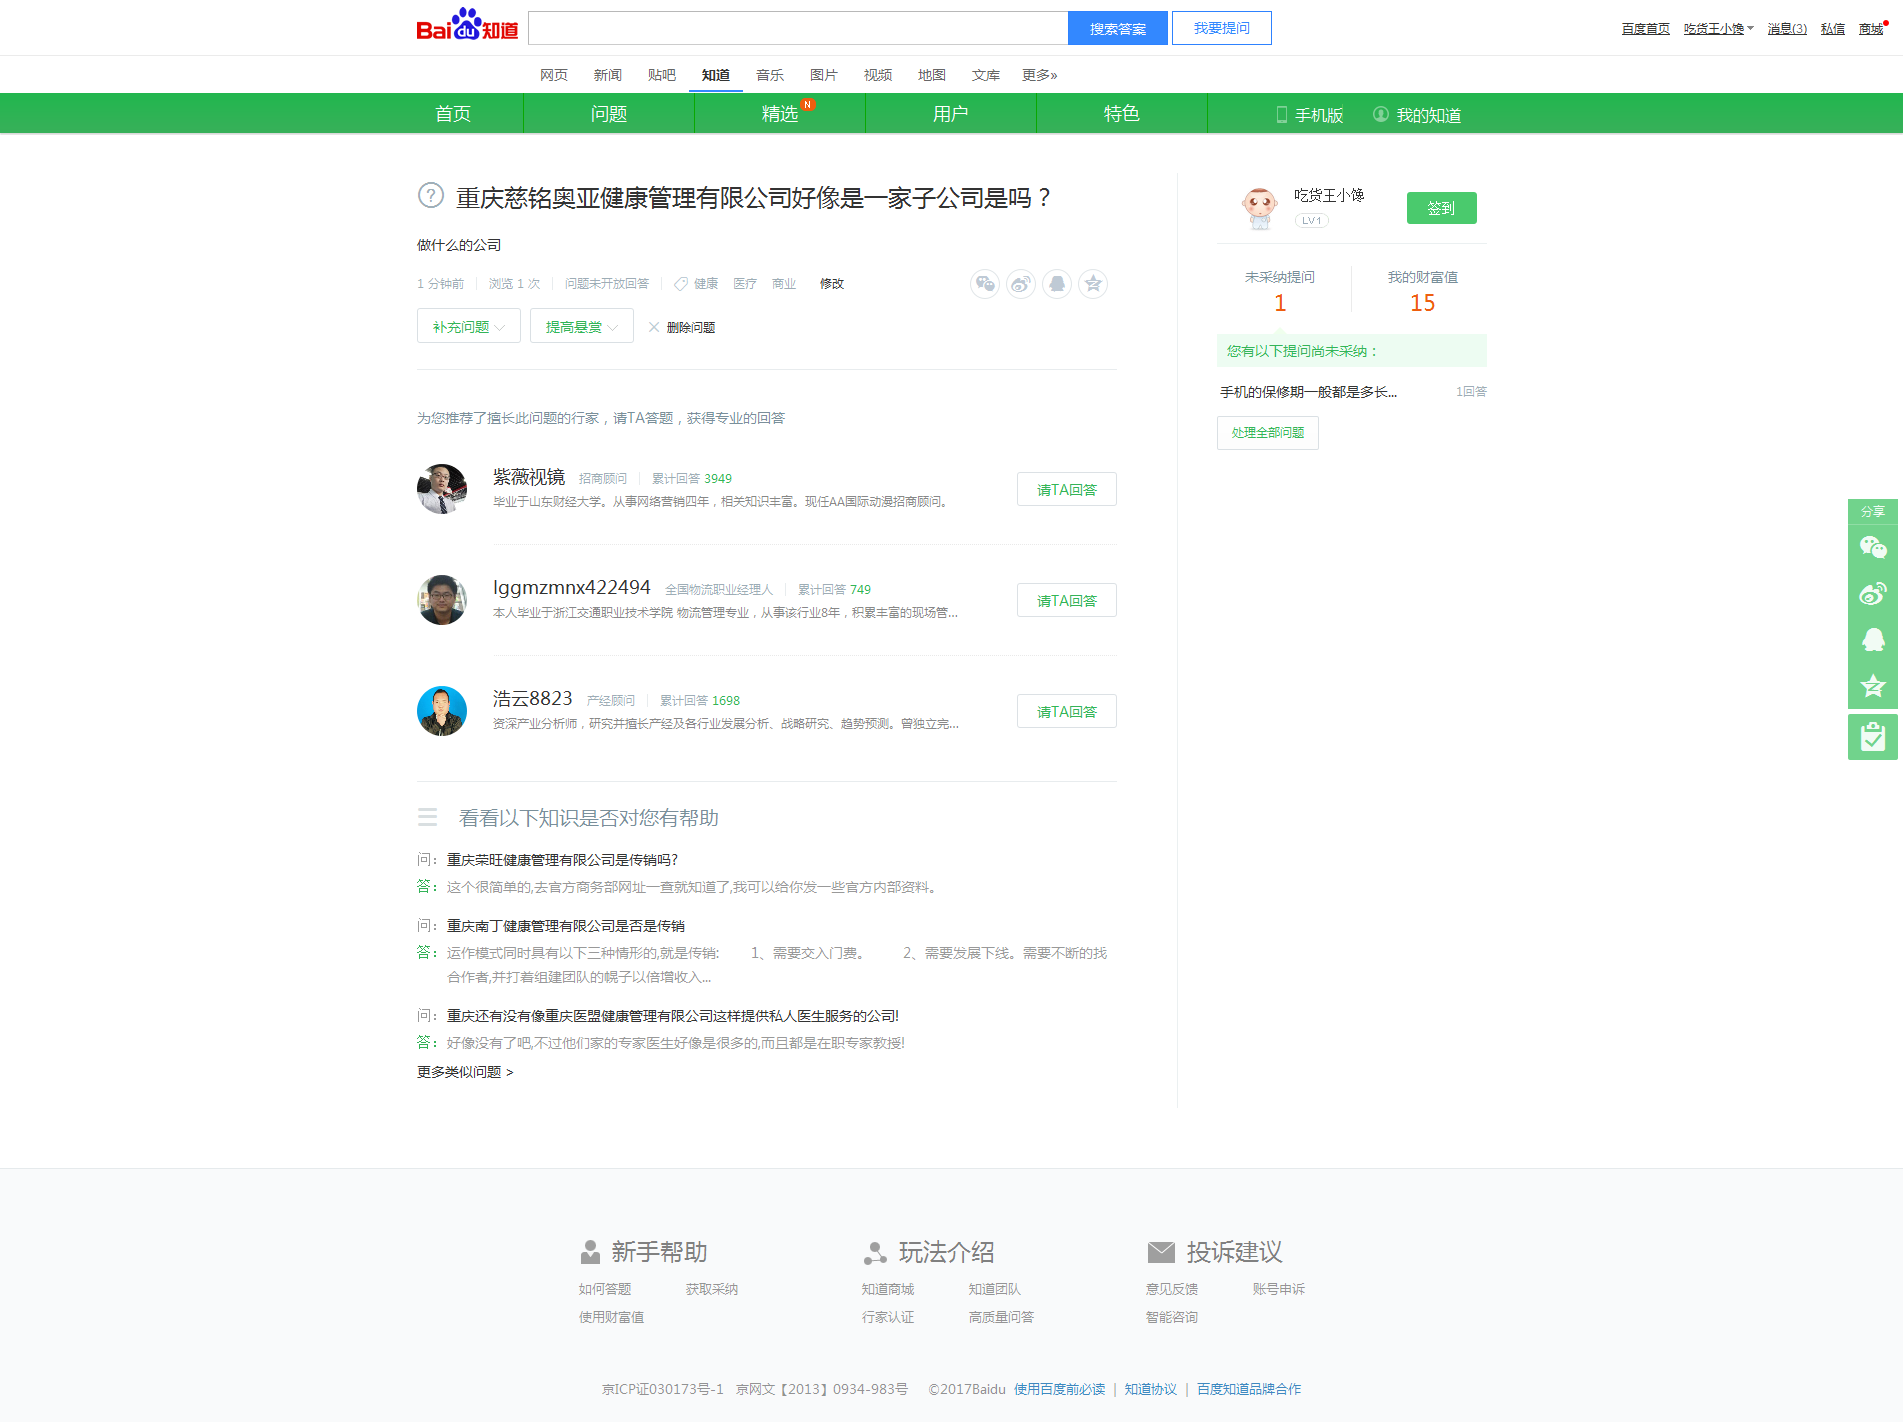 Bai du 知道
搜索答案 我要提问
百度首页 吃货王小馋 消息(3) 私信 商城
网页 新闻 贴吧 知道 音乐 图片 视频 地图 文库 更多»
首页 问题 精选 N 用户 特色 手机版 我的知道
? 重庆慈铭奥亚健康管理有限公司好像是一家子公司是吗？
做什么的公司
1 分钟前 浏览 1 次 问题未开放回答 健康 医疗 商业 修改
补充问题 提高悬赏 删除问题
为您推荐了擅长此问题的行家，请TA答题，获得专业的回答
紫薇视镜 招商顾问 累计回答 3949
毕业于山东财经大学。从事网络营销四年，相关知识丰富。现任AA国际动漫招商顾问。
请TA回答
lggmzmnx422494 全国物流职业经理人 累计回答 749
本人毕业于浙江交通职业技术学院 物流管理专业，从事该行业8年，积累丰富的现场管...
请TA回答
浩云8823 产经顾问 累计回答 1698
资深产业分析师，研究并擅长产经及各行业发展分析、战略研究、趋势预测。曾独立完...
请TA回答
看看以下知识是否对您有帮助
问： 重庆荣旺健康管理有限公司是传销吗?
答： 这个很简单的,去官方商务部网址一查就知道了,我可以给你发一些官方内部资料。
问： 重庆南丁健康管理有限公司是否是传销
答： 运作模式同时具有以下三种情形的,就是传销: 1、需要交入门费。 2、需要发展下线。需要不断的找
合作者,并打着组建团队的幌子以倍增收入...
问： 重庆还有没有像重庆医盟健康管理有限公司这样提供私人医生服务的公司!
答： 好像没有了吧,不过他们家的专家医生好像是很多的,而且都是在职专家教授!
更多类似问题 >
吃货王小馋
LV1
签到
未采纳提问 我的财富值
1 15
您有以下提问尚未采纳：
手机的保修期一般都是多长... 1回答
处理全部问题
分享
新手帮助 玩法介绍 投诉建议
如何答题 获取采纳 知道商城 知道团队 意见反馈 账号申诉
使用财富值 行家认证 高质量问答 智能咨询
京ICP证030173号-1 京网文【2013】0934-983号 ©2017Baidu 使用百度前必读 | 知道协议 | 百度知道品牌合作